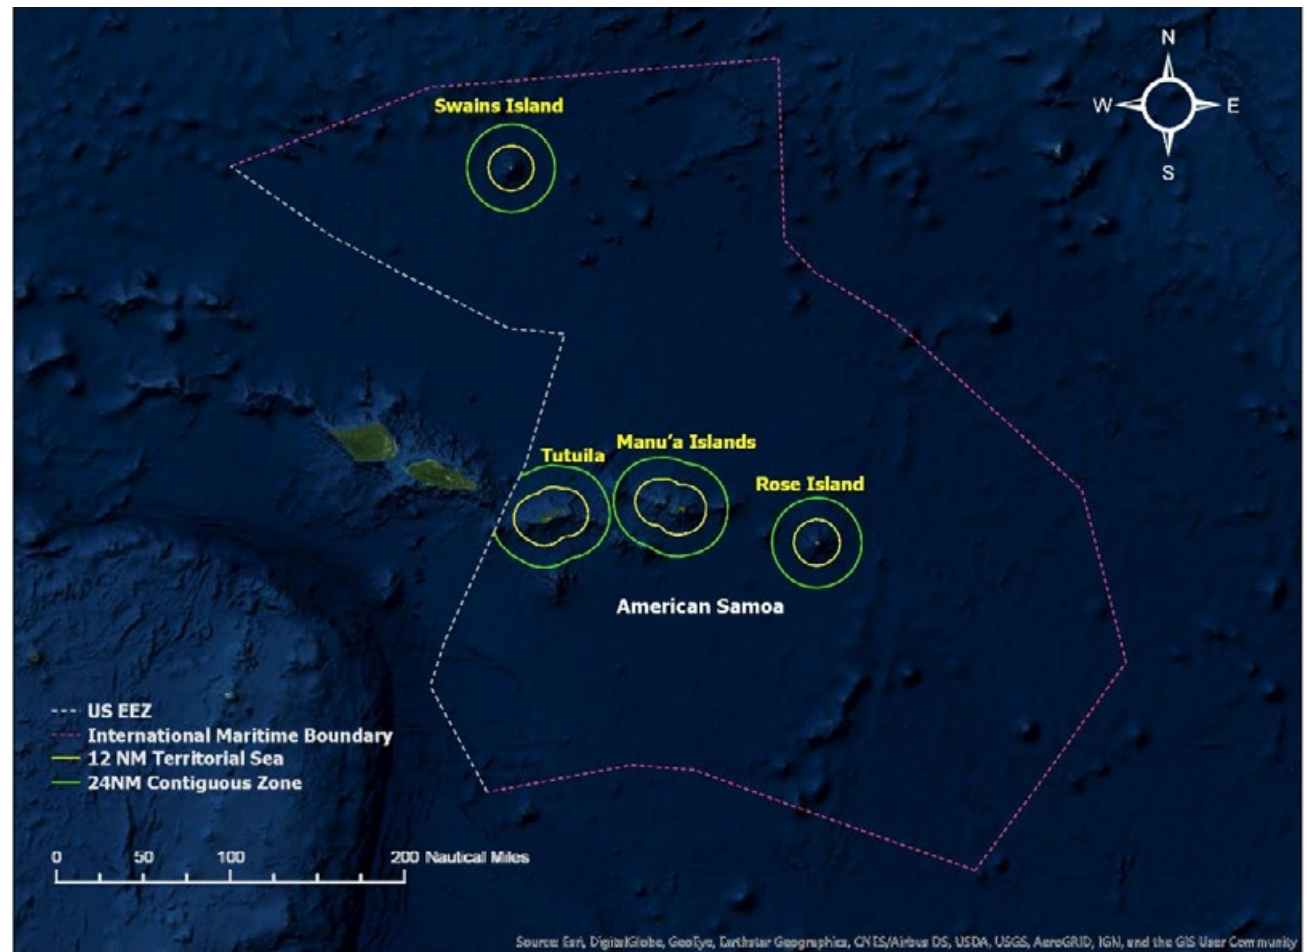 N
W E
S
Swains Island
Manu'a Islands
Tutuila
Rose Island
American Samoa
US EEZ
International Maritime Boundary
12 NM Territorial Sea
24NM Contiguous Zone
0 50 100 200 Nautical Miles
Source: Esri, DigitalGlobe, GeoEye, Earthstar Geographics, CNES/Airbus DS, USDA, USGS, AeroGRID, IGN, and the GIS User Community